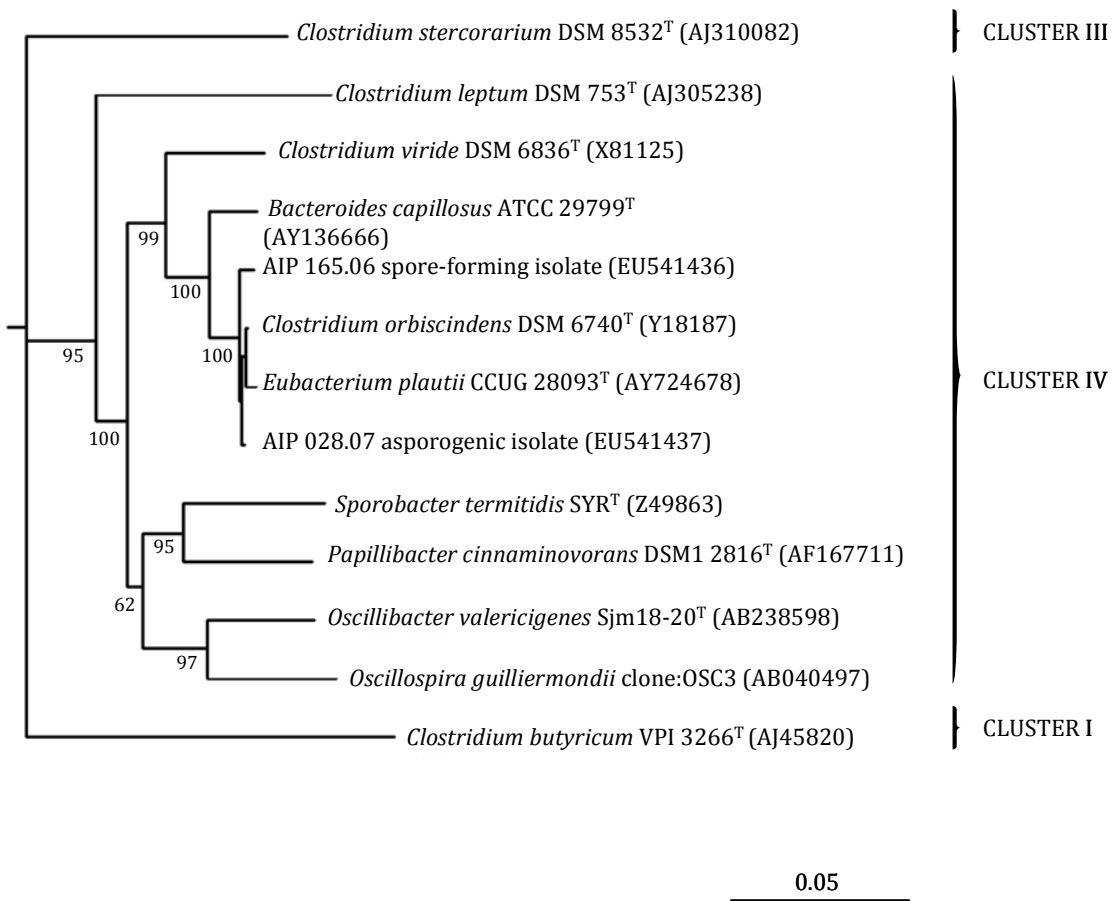 Clostridium stercorarium DSM 8532ᵀ (AJ310082)
CLUSTER III
Clostridium leptum DSM 753ᵀ (AJ305238)
Clostridium viride DSM 6836ᵀ (X81125)
Bacteroides capillosus ATCC 29799ᵀ
(AY136666)
99
AIP 165.06 spore-forming isolate (EU541436)
100
Clostridium orbiscindens DSM 6740ᵀ (Y18187)
95
100
Eubacterium plautii CCUG 28093ᵀ (AY724678)
CLUSTER IV
100
AIP 028.07 asporogenic isolate (EU541437)
Sporobacter termitidis SYRᵀ (Z49863)
95
Papillibacter cinnaminovorans DSM1 2816ᵀ (AF167711)
62
Oscillibacter valericigenes Sjm18-20ᵀ (AB238598)
97
Oscillospira guilliermondii clone:OSC3 (AB040497)
Clostridium butyricum VPI 3266ᵀ (AJ45820)
CLUSTER I
0.05